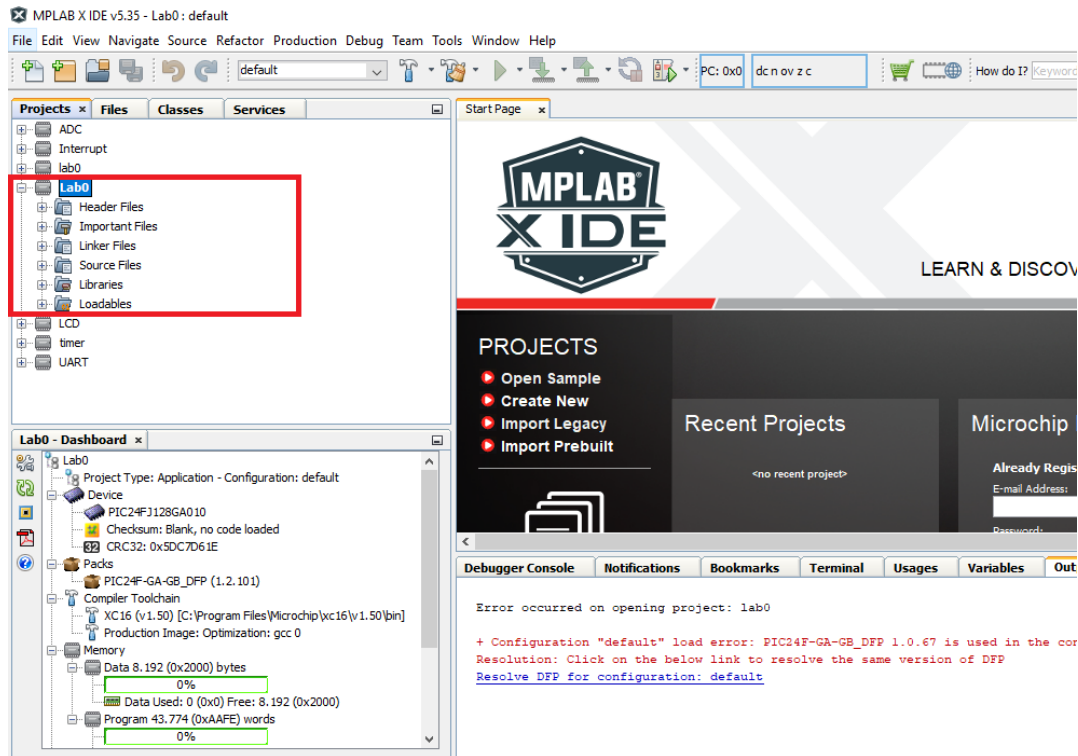 MPLAB X IDE v5.35 - Lab0 : default
File Edit View Navigate Source Refactor Production Debug Team Tools Window Help
default
PC: 0x0
dc n ov z c
How do I?
Keyword
Projects
Files
Classes
Services
ADC
Interrupt
lab0
Lab0
Header Files
Important Files
Linker Files
Source Files
Libraries
Loadables
LCD
timer
UART
Start Page
MPLAB®
X IDE
LEARN & DISCOV
PROJECTS
Open Sample
Create New
Import Legacy
Import Prebuilt
Recent Projects
<no recent project>
Microchip
Already Regis
E-mail Address:
Password:
Lab0 - Dashboard
Lab0
Project Type: Application - Configuration: default
Device
PIC24FJ128GA010
Checksum: Blank, no code loaded
CRC32: 0x5DC7D61E
Packs
PIC24F-GA-GB_DFP (1.2.101)
Compiler Toolchain
XC16 (v1.50) [C:\Program Files\Microchip\xc16\v1.50\bin]
Production Image: Optimization: gcc 0
Memory
Data 8.192 (0x2000) bytes
0%
Data Used: 0 (0x0) Free: 8.192 (0x2000)
Program 43.774 (0xAAFE) words
0%
Debugger Console
Notifications
Bookmarks
Terminal
Usages
Variables
Out
Error occurred on opening project: lab0
+ Configuration "default" load error: PIC24F-GA-GB_DFP 1.0.67 is used in the con
Resolution: Click on the below link to resolve the same version of DFP
Resolve DFP for configuration: default